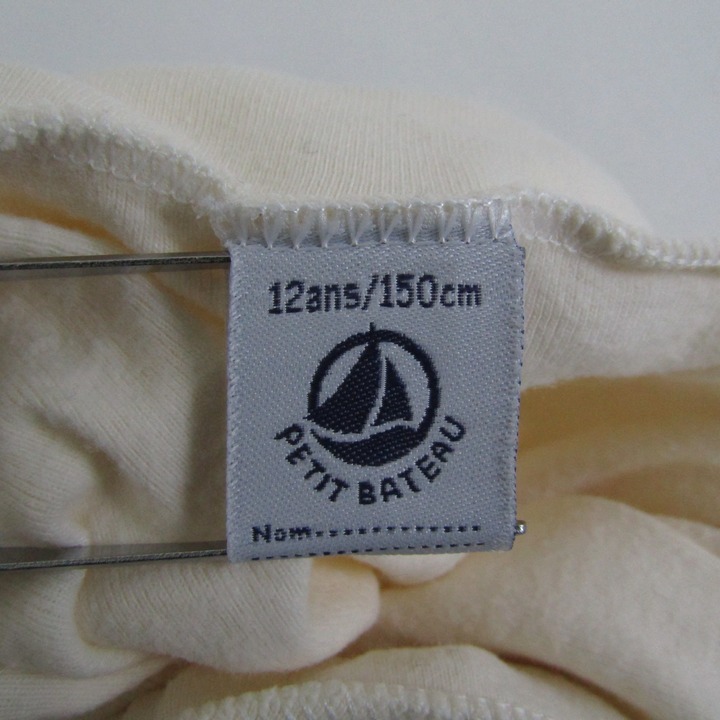 12ans/150cm
PETIT BATEAU
Nom.............